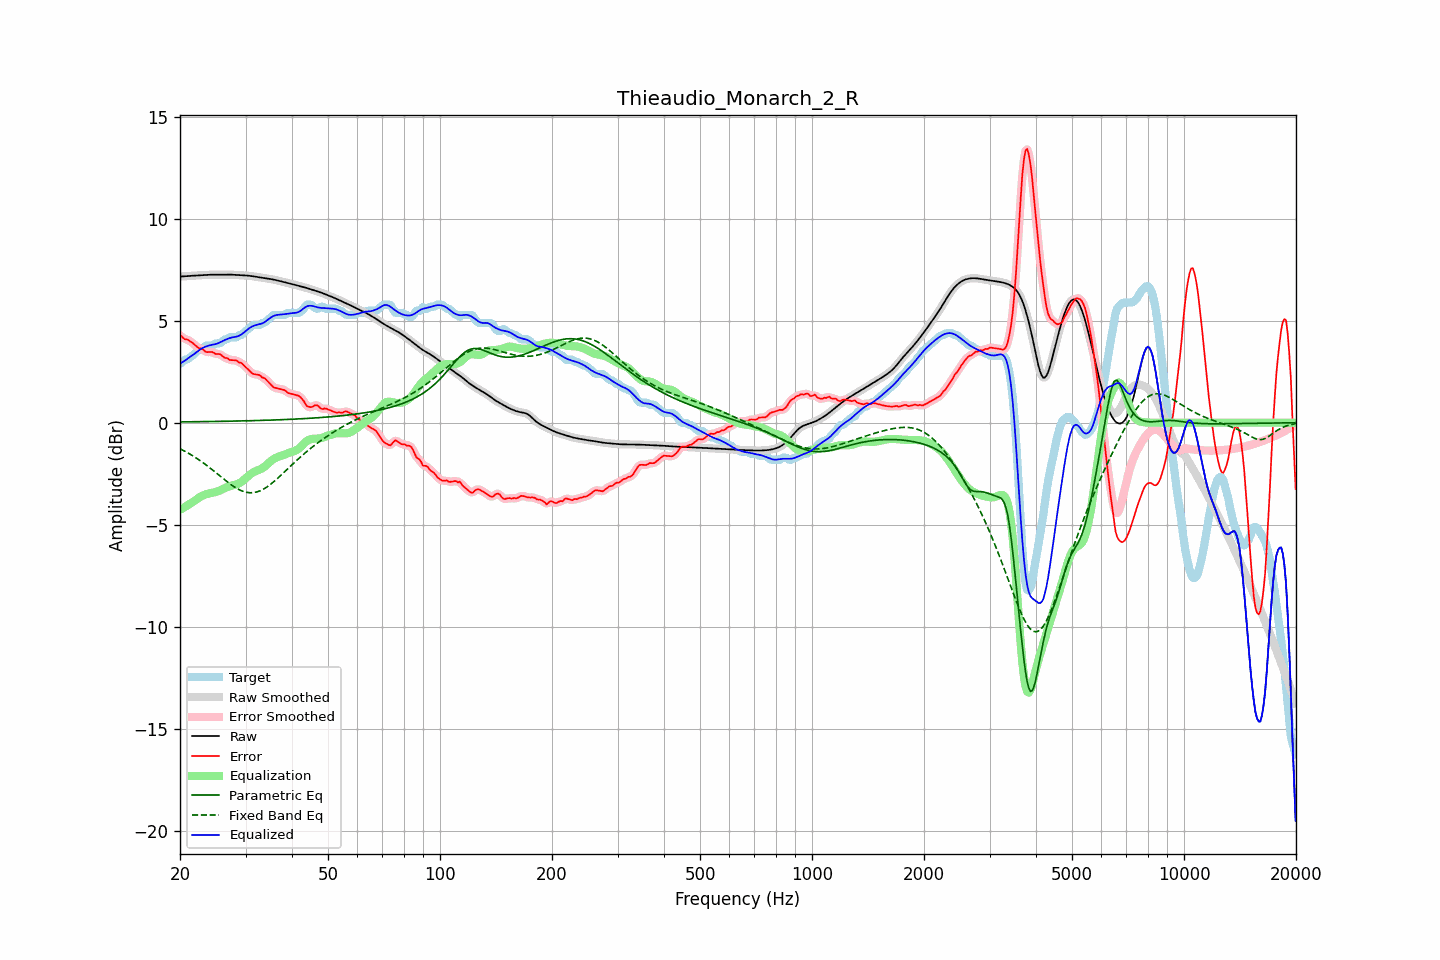 Thieaudio_Monarch_2_R
15
10
5
0
−5
−10
−15
−20
Amplitude (dBr)
Target
Raw Smoothed
Error Smoothed
Raw
Error
Equalization
Parametric Eq
Fixed Band Eq
Equalized
20 50 100 200 500 1000 2000 5000 10000 20000
Frequency (Hz)